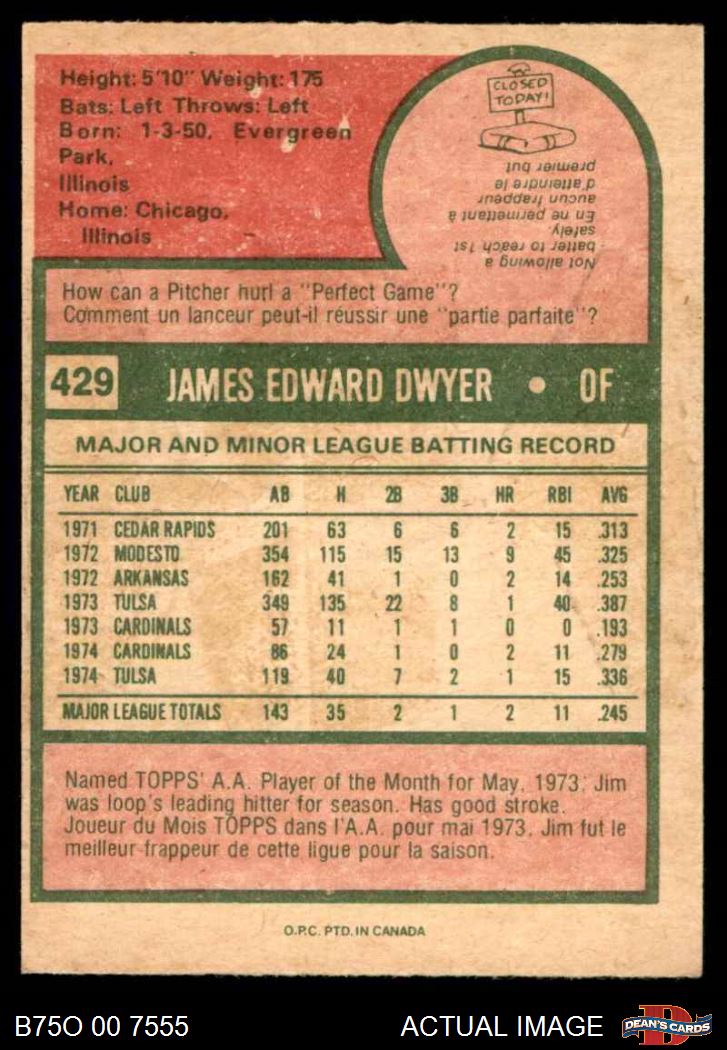 Height: 5'10" Weight: 175
Bats: Left Throws: Left
Born: 1-3-50, Evergreen
Park,
Illinois
Home: Chicago,
Illinois
CLOSED
TODAY!
Not allowing a
batter to reach 1st
safely.
En ne permettant à
aucun frappeur
d'atteindre le
premier but
How can a Pitcher hurl a "Perfect Game"?
Comment un lanceur peut-il réussir une "partie parfaite"?
429 JAMES EDWARD DWYER • OF
MAJOR AND MINOR LEAGUE BATTING RECORD
YEAR CLUB AB H 2B 3B HR RBI AVG
1971 CEDAR RAPIDS 201 63 6 6 2 15 .313
1972 MODESTO 354 115 15 13 9 45 .325
1972 ARKANSAS 162 41 1 0 2 14 .253
1973 TULSA 349 135 22 8 1 40 .387
1973 CARDINALS 57 11 1 1 0 0 .193
1974 CARDINALS 86 24 1 0 2 11 .279
1974 TULSA 119 40 7 2 1 15 .336
MAJOR LEAGUE TOTALS 143 35 2 1 2 11 .245
Named TOPPS' A.A. Player of the Month for May, 1973, Jim
was loop's leading hitter for season. Has good stroke.
Joueur du Mois TOPPS dans l'A.A. pour mai 1973, Jim fut le
meilleur frappeur de cette ligue pour la saison.
O.P.C. PTD. IN CANADA
B75O 00 7555 ACTUAL IMAGE DEAN'S CARDS